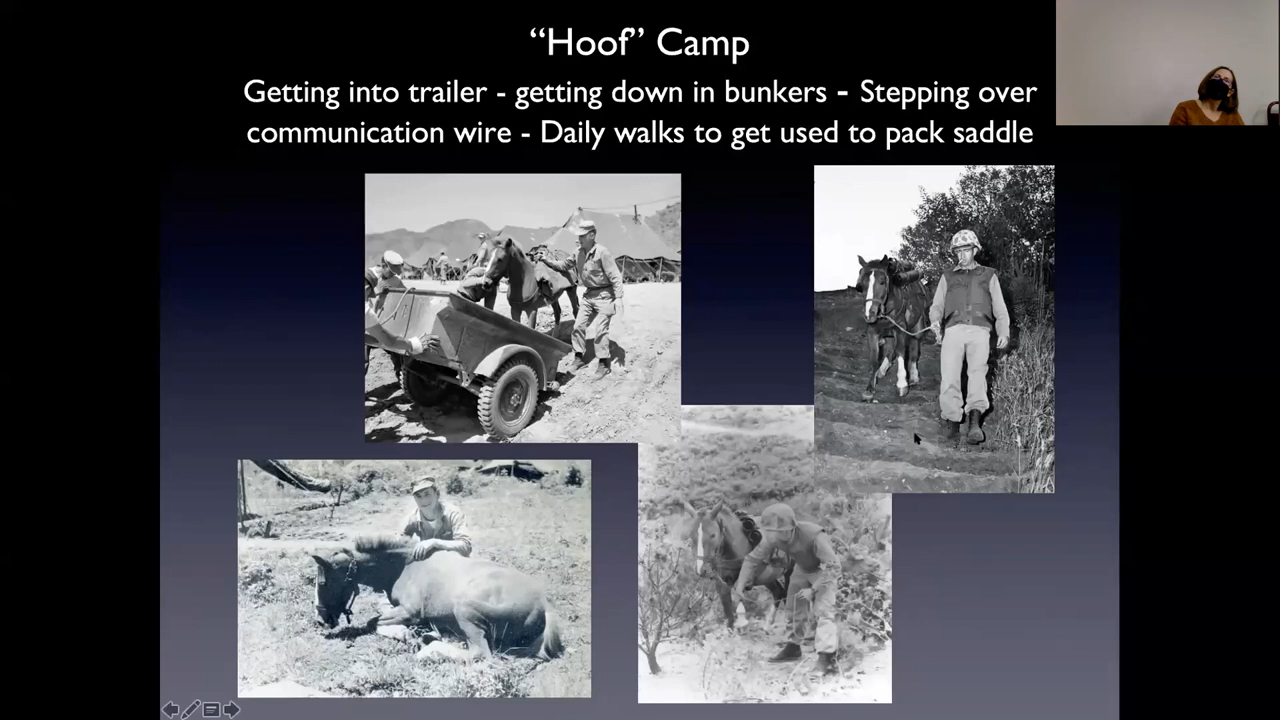 “Hoof” Camp
Getting into trailer - getting down in bunkers - Stepping over
communication wire - Daily walks to get used to pack saddle